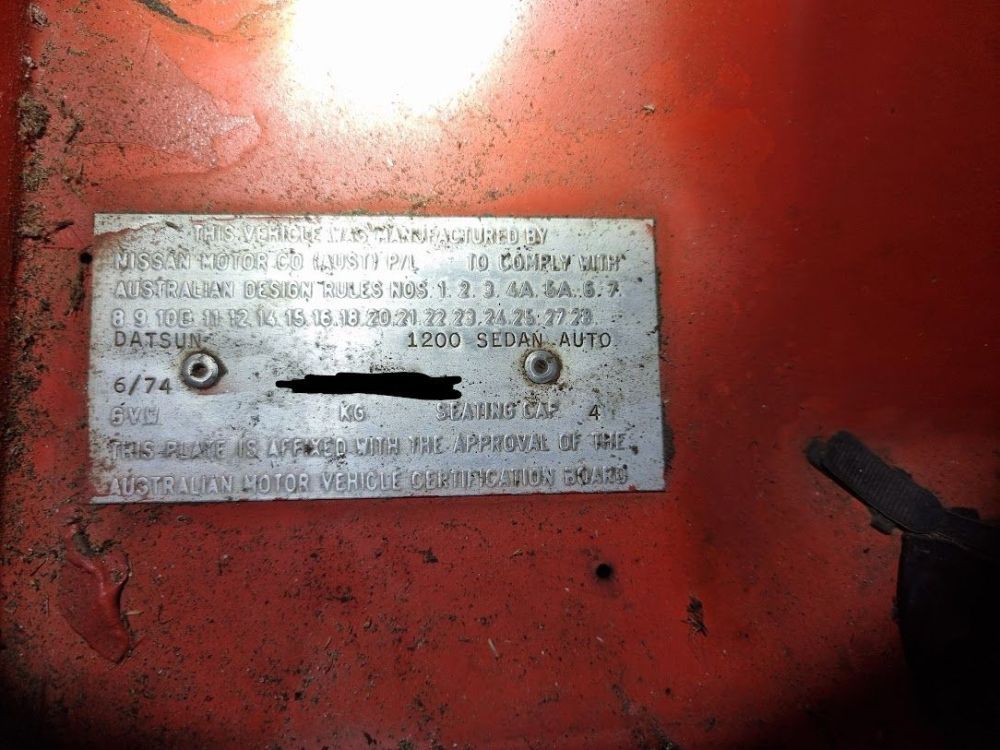 THIS VEHICLE WAS MANUFACTURED BY
NISSAN MOTOR CO (AUST) P/L TO COMPLY WITH
AUSTRALIAN DESIGN RULES NOS. 1. 2. 3. 4A. 5A. 6. 7
8 9 10B 11 12. 14. 15. 16. 18. 20. 21. 22 23. 24. 25. 27 28
DATSUN 1200 SEDAN AUTO
6/74
GVW KG SEATING CAP. 4
THIS PLATE IS AFFIXED WITH THE APPROVAL OF THE
AUSTRALIAN MOTOR VEHICLE CERTIFICATION BOARD